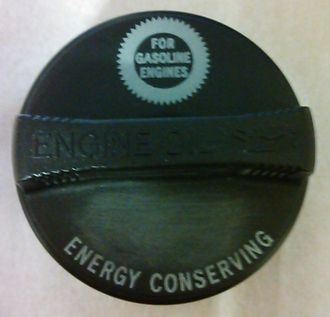 FOR
GASOLINE
ENGINES
ENGINE OIL
ENERGY CONSERVING